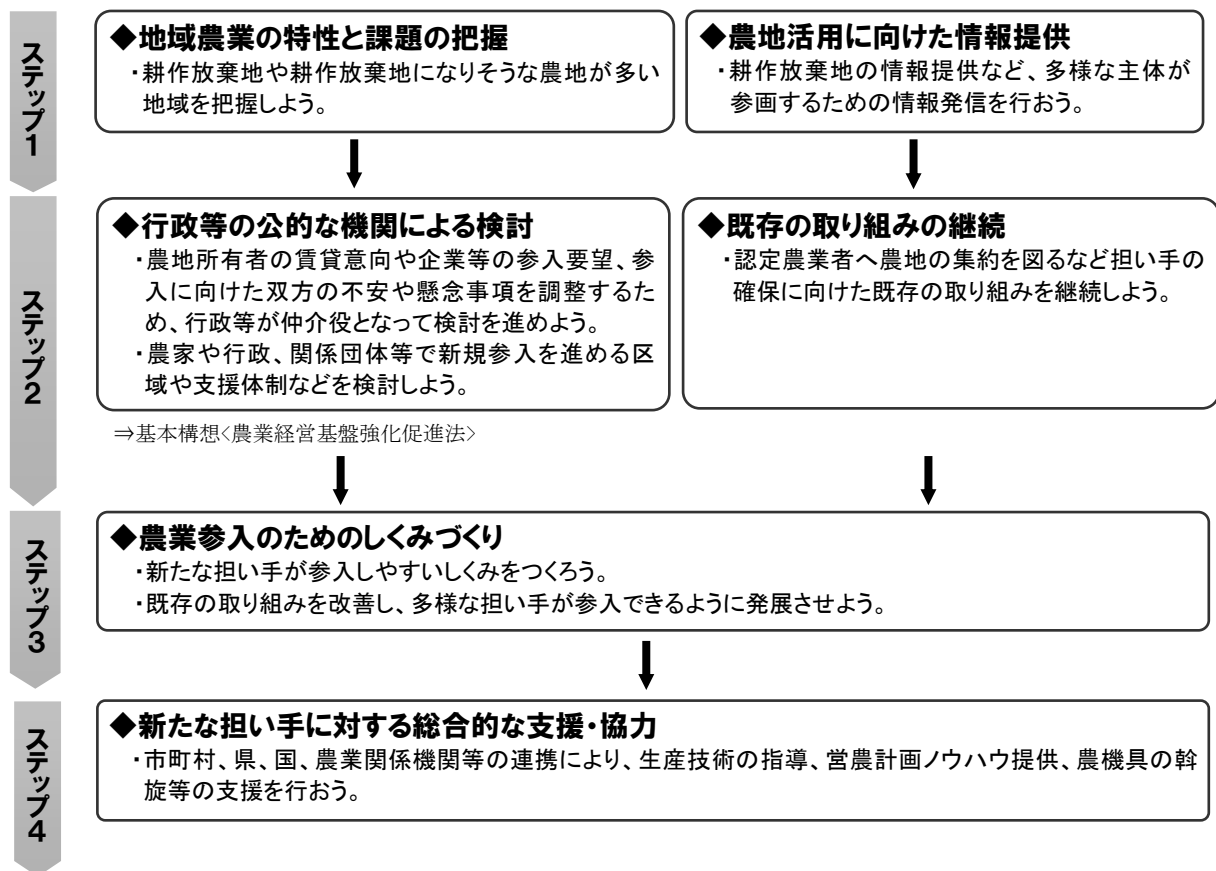 ステップ1
◆地域農業の特性と課題の把握
・耕作放棄地や耕作放棄地になりそうな農地が多い
地域を把握しよう。
◆農地活用に向けた情報提供
・耕作放棄地の情報提供など、多様な主体が
参画するための情報発信を行おう。
ステップ2
◆行政等の公的な機関による検討
・農地所有者の賃貸意向や企業等の参入要望、参
入に向けた双方の不安や懸念事項を調整するた
め、行政等が仲介役となって検討を進めよう。
・農家や行政、関係団体等で新規参入を進める区
域や支援体制などを検討しよう。
⇒基本構想<農業経営基盤強化促進法>
◆既存の取り組みの継続
・認定農業者へ農地の集約を図るなど担い手の
確保に向けた既存の取り組みを継続しよう。
ステップ3
◆農業参入のためのしくみづくり
・新たな担い手が参入しやすいしくみをつくろう。
・既存の取り組みを改善し、多様な担い手が参入できるように発展させよう。
ステップ4
◆新たな担い手に対する総合的な支援・協力
・市町村、県、国、農業関係機関等の連携により、生産技術の指導、営農計画ノウハウ提供、農機具の斡
旋等の支援を行おう。